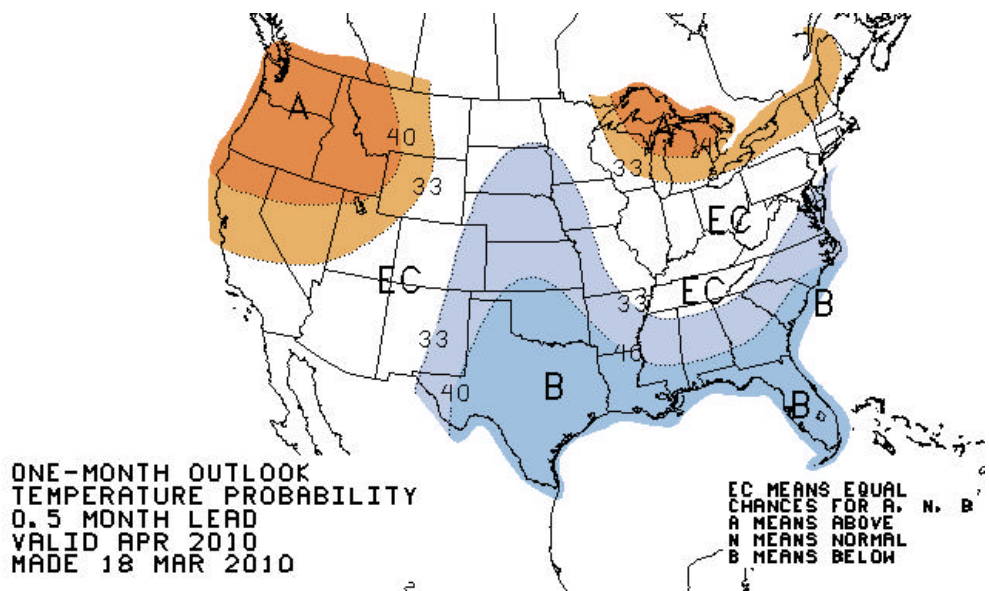 A
A
40
40
33
33
EC
EC
EC
33
B
33
40
B
40
B
ONE-MONTH OUTLOOK
TEMPERATURE PROBABILITY
0.5 MONTH LEAD
VALID APR 2010
MADE 18 MAR 2010
EC MEANS EQUAL
CHANCES FOR A, N, B
A MEANS ABOVE
N MEANS NORMAL
B MEANS BELOW